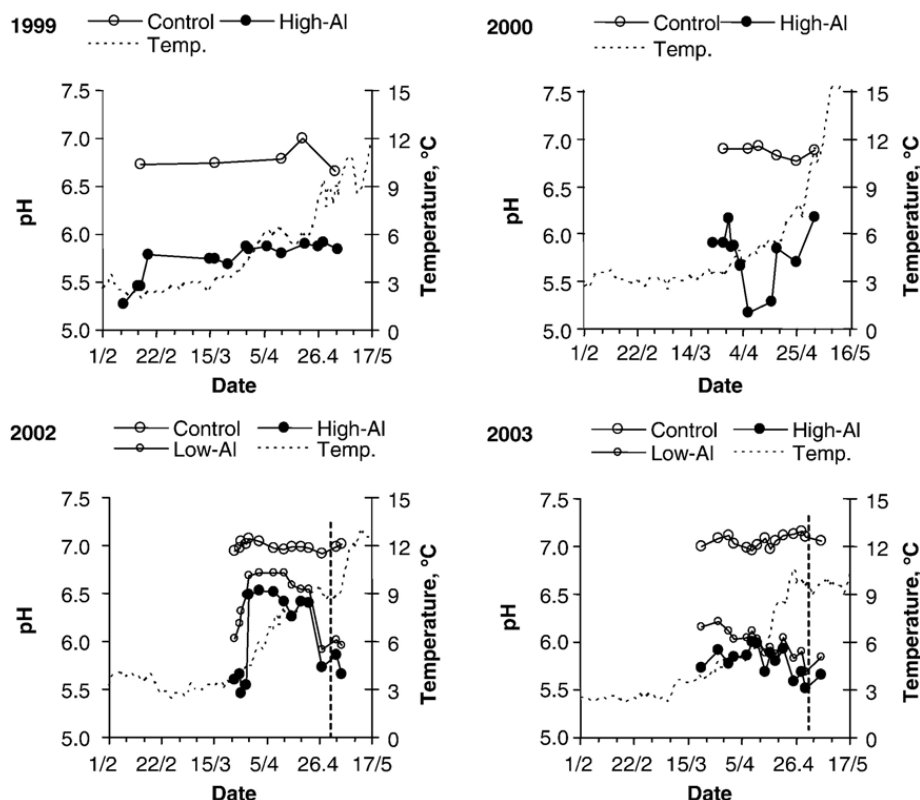 1999
Control High-Al
Temp.
7.5
7.0
6.5
6.0
5.5
5.0
pH
15
12
9
6
3
0
Temperature, °C
1/2 22/2 15/3 5/4 26.4 17/5
Date
2000
Control High-Al
Temp.
7.5
7.0
6.5
6.0
5.5
5.0
pH
15
12
9
6
3
0
Temperature, °C
1/2 22/2 14/3 4/4 25/4 16/5
Date
2002
Control High-Al
Low-Al Temp.
7.5
7.0
6.5
6.0
5.5
5.0
pH
15
12
9
6
3
0
Temperature, °C
1/2 22/2 15/3 5/4 26.4 17/5
Date
2003
Control High-Al
Low-Al Temp.
7.5
7.0
6.5
6.0
5.5
5.0
pH
15
12
9
6
3
0
Temperature, °C
1/2 22/2 15/3 5/4 26.4 17/5
Date